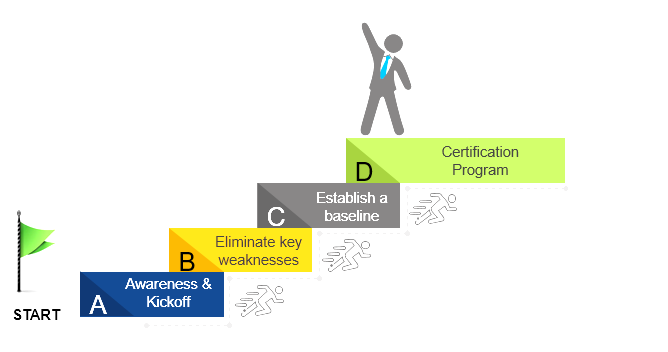 D
Certification
Program
C
Establish a
baseline
B
Eliminate key
weaknesses
A
Awareness &
Kickoff
START